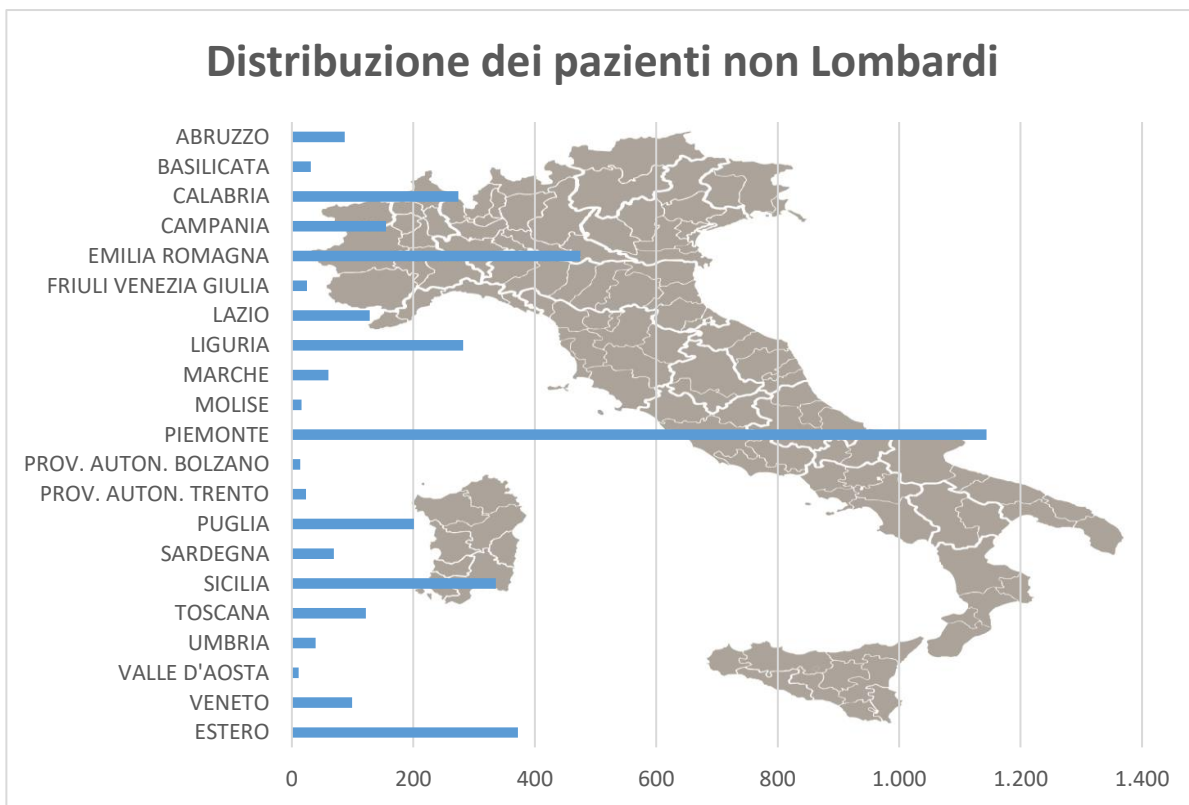 Distribuzione dei pazienti non Lombardi
ABRUZZO
BASILICATA
CALABRIA
CAMPANIA
EMILIA ROMAGNA
FRIULI VENEZIA GIULIA
LAZIO
LIGURIA
MARCHE
MOLISE
PIEMONTE
PROV. AUTON. BOLZANO
PROV. AUTON. TRENTO
PUGLIA
SARDEGNA
SICILIA
TOSCANA
UMBRIA
VALLE D'AOSTA
VENETO
ESTERO
0 200 400 600 800 1.000 1.200 1.400